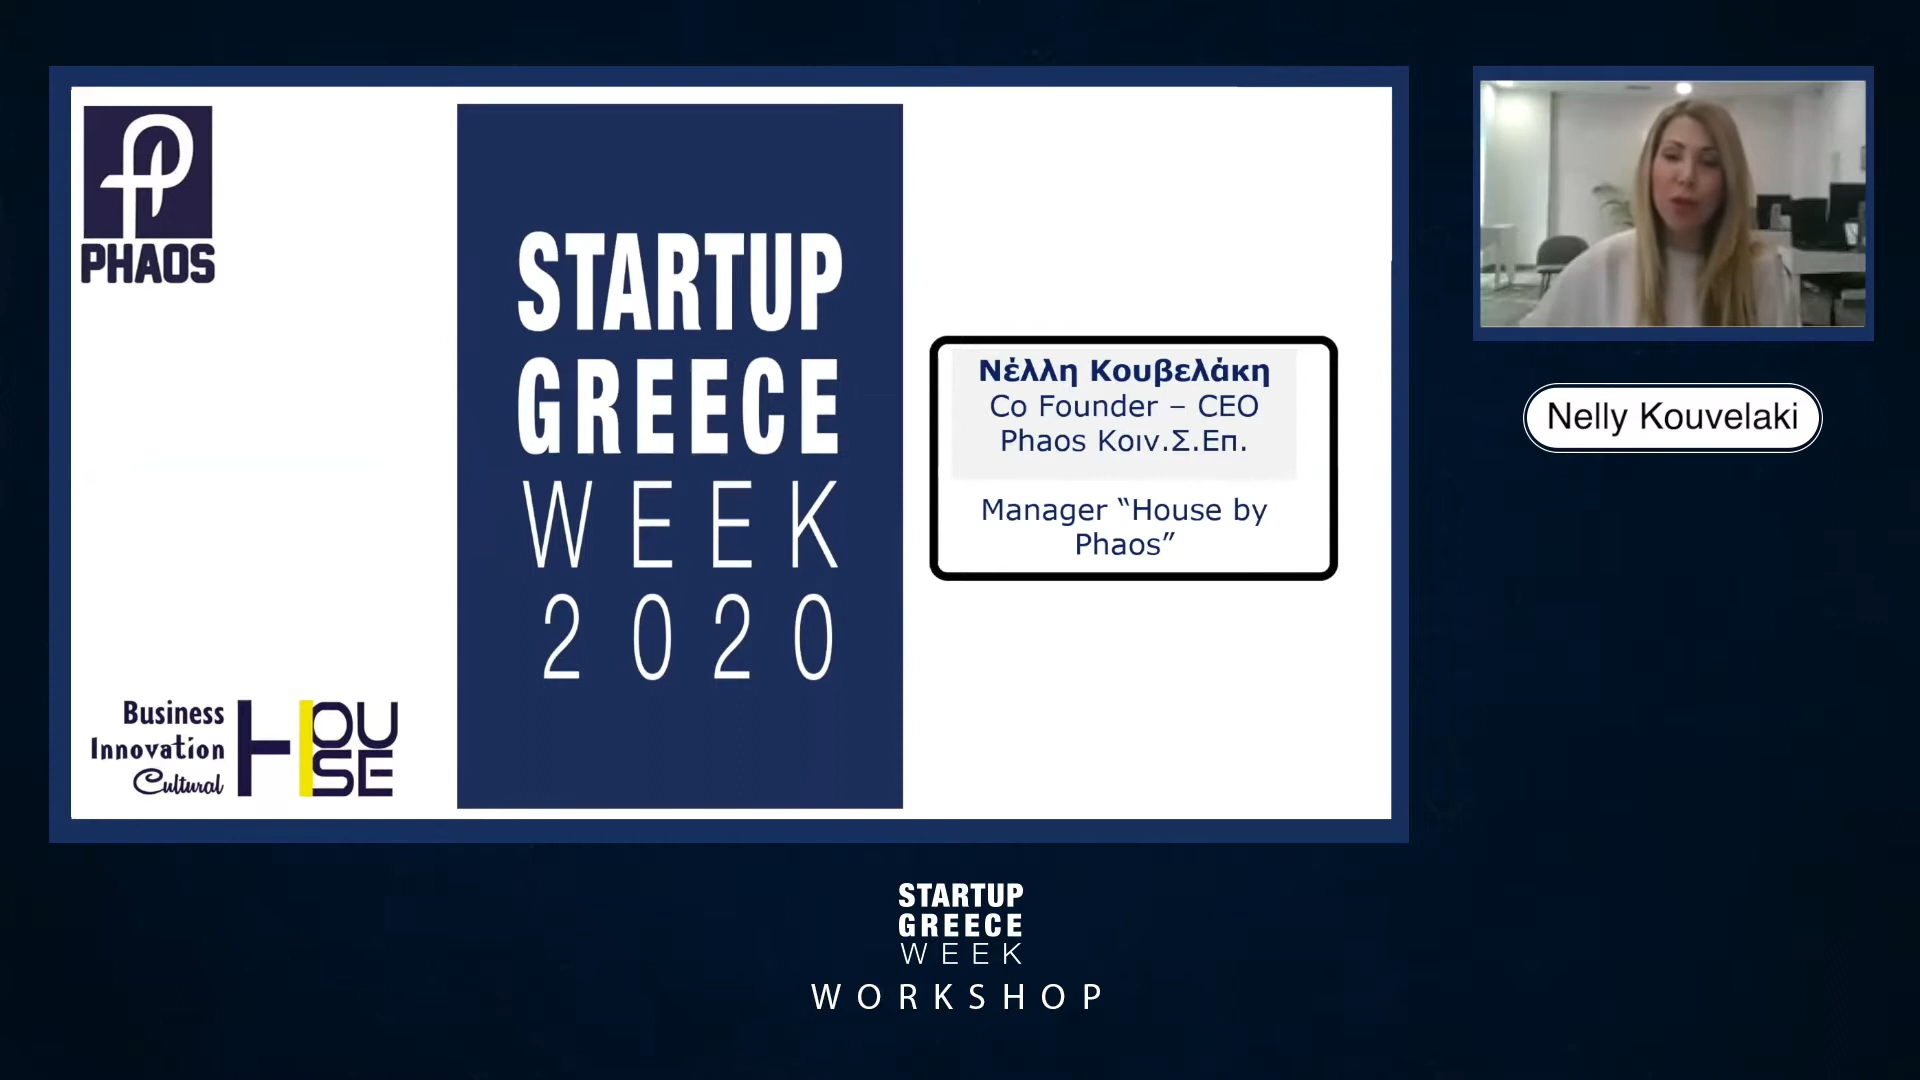 PHAOS
STARTUP
GREECE
WEEK
2020
Νέλλη Κουβελάκη
Co Founder – CEO
Phaos Κοιν.Σ.Επ.
Manager “House by
Phaos”
Business
Innovation
Cultural
HOUSE
Nelly Kouvelaki
STARTUP
GREECE
WEEK
WORKSHOP